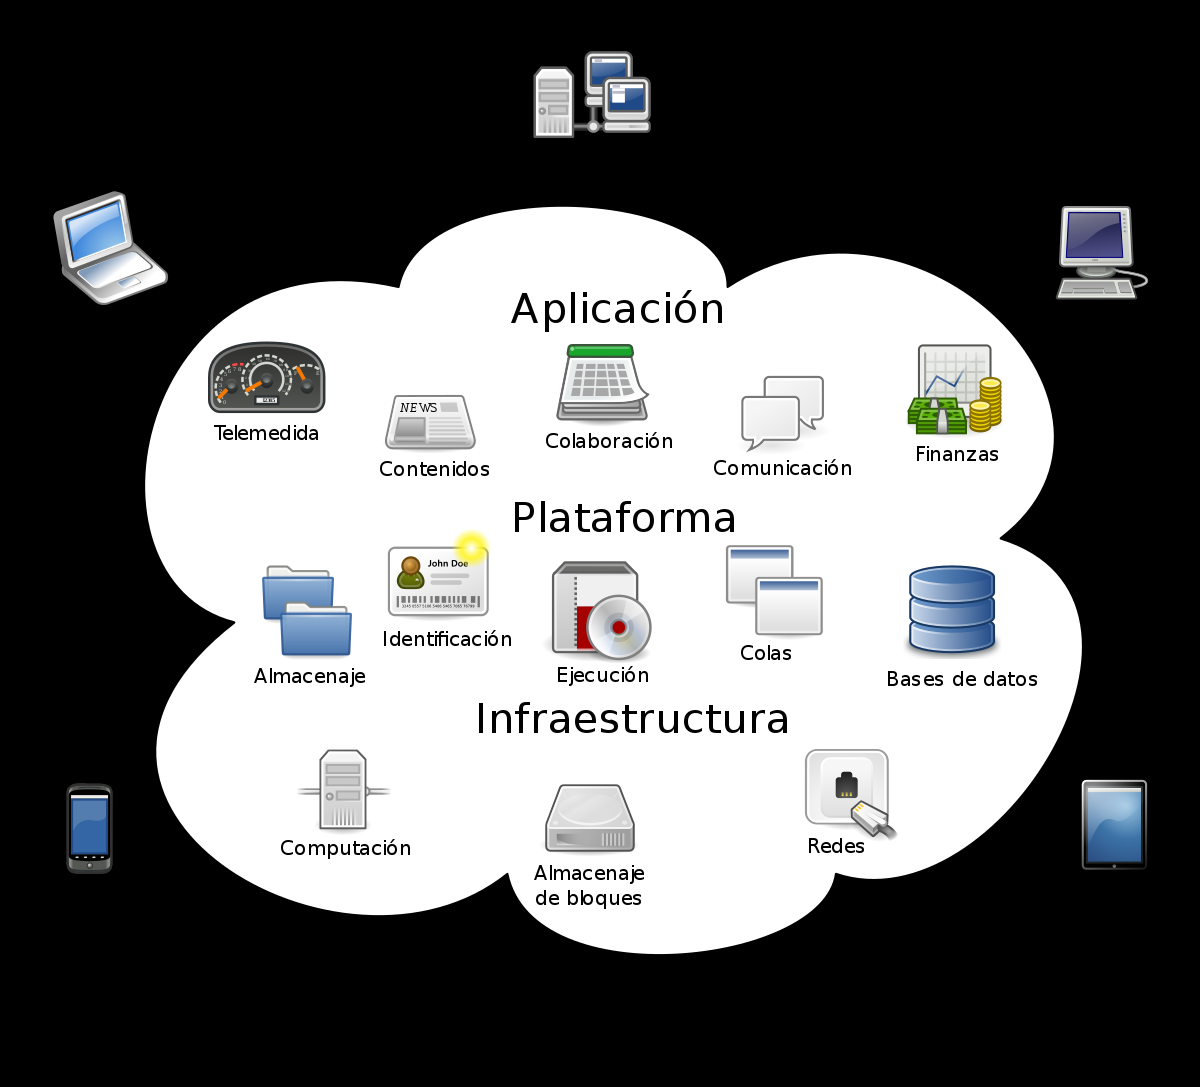 Aplicación
Telemedida
NEWS
Contenidos
Colaboración
Comunicación
Finanzas
Plataforma
Almacenaje
John Doe
Identificación
Ejecución
Colas
Bases de datos
Infraestructura
Computación
Almacenaje
de bloques
Redes